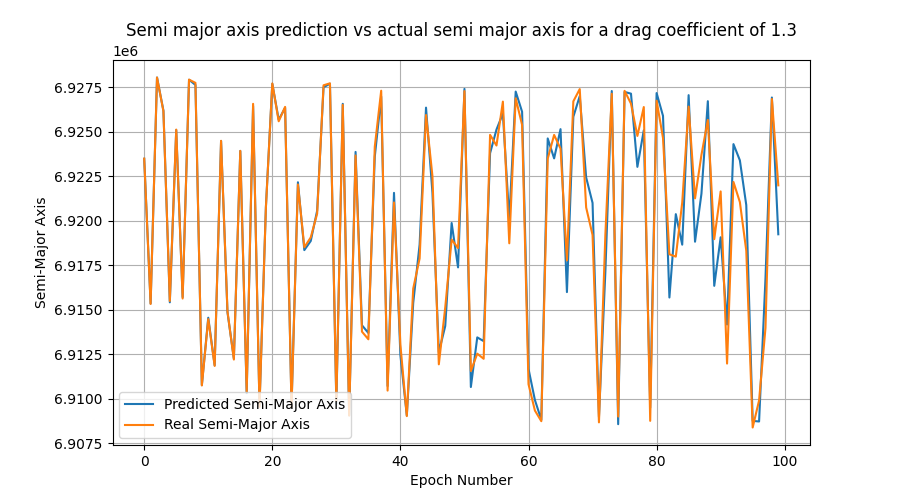 Semi major axis prediction vs actual semi major axis for a drag coefficient of 1.3
1e6
6.9275
6.9250
6.9225
6.9200
6.9175
6.9150
6.9125
6.9100
6.9075
Semi-Major Axis
Predicted Semi-Major Axis
Real Semi-Major Axis
0 20 40 60 80 100
Epoch Number